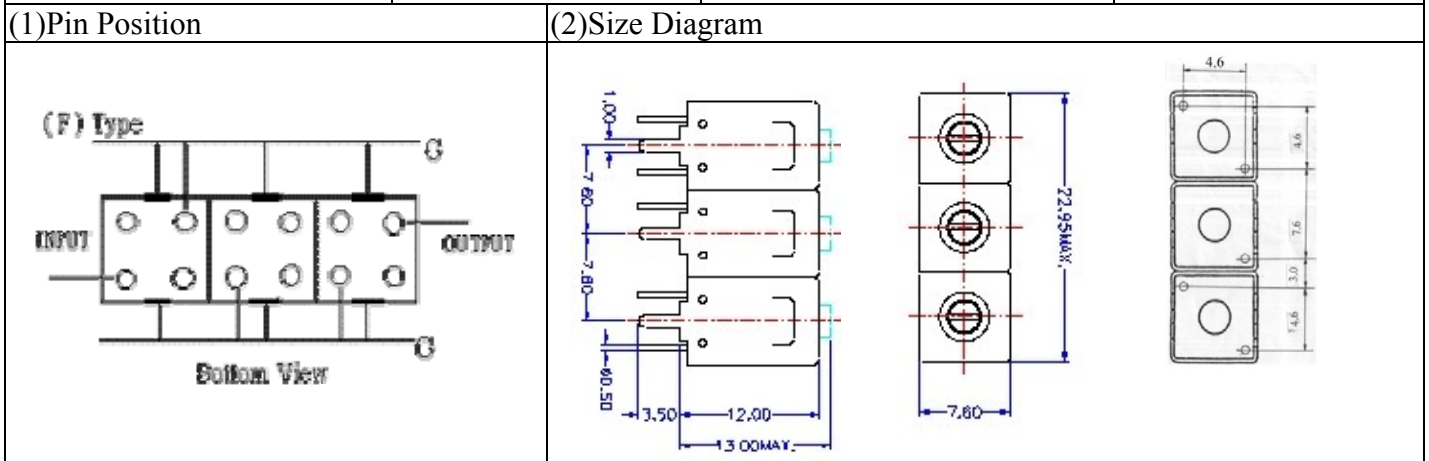 (1)Pin Position
(2)Size Diagram
(F) Type
G
INPUT
OUTPUT
G
Bottom View
1.00
7.60
7.60
ø0.50
3.50
12.00
13.00MAX.
22.95MAX.
7.60
4.6
4.6
7.6
3.0
4.6